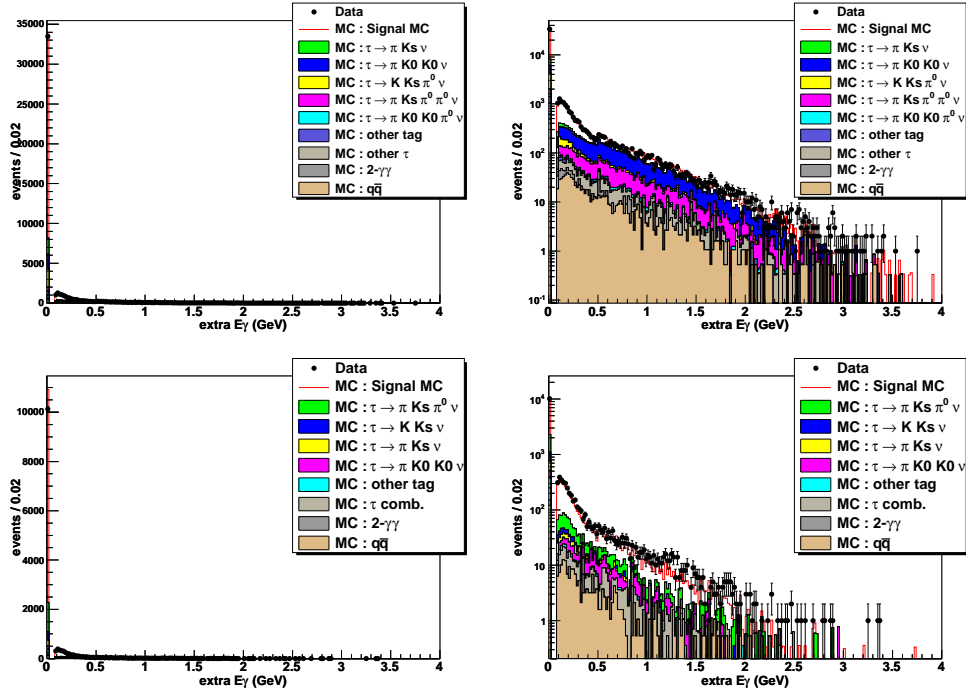 35000
30000
25000
20000
15000
10000
5000
0
events / 0.02
0 0.5 1 1.5 2 2.5 3 3.5 4
extra Eγ (GeV)
Data
MC : Signal MC
MC : τ → π Ks ν
MC : τ → π K0 K0 ν
MC : τ → K Ks π⁰ ν
MC : τ → π Ks π⁰ π⁰ ν
MC : τ → π K0 K0 π⁰ ν
MC : other tag
MC : other τ
MC : 2-γγ
MC : qq̅
10⁴
10³
10²
10
1
10⁻¹
events / 0.02
0 0.5 1 1.5 2 2.5 3 3.5 4
extra Eγ (GeV)
Data
MC : Signal MC
MC : τ → π Ks ν
MC : τ → π K0 K0 ν
MC : τ → K Ks π⁰ ν
MC : τ → π Ks π⁰ π⁰ ν
MC : τ → π K0 K0 π⁰ ν
MC : other tag
MC : other τ
MC : 2-γγ
MC : qq̅
10000
8000
6000
4000
2000
0
events / 0.02
0 0.5 1 1.5 2 2.5 3 3.5 4
extra Eγ (GeV)
Data
MC : Signal MC
MC : τ → π Ks π⁰ ν
MC : τ → K Ks ν
MC : τ → π Ks ν
MC : τ → π K0 K0 ν
MC : other tag
MC : τ comb.
MC : 2-γγ
MC : qq̅
10⁴
10³
10²
10
1
events / 0.02
0 0.5 1 1.5 2 2.5 3 3.5 4
extra Eγ (GeV)
Data
MC : Signal MC
MC : τ → π Ks π⁰ ν
MC : τ → K Ks ν
MC : τ → π Ks ν
MC : τ → π K0 K0 ν
MC : other tag
MC : τ comb.
MC : 2-γγ
MC : qq̅